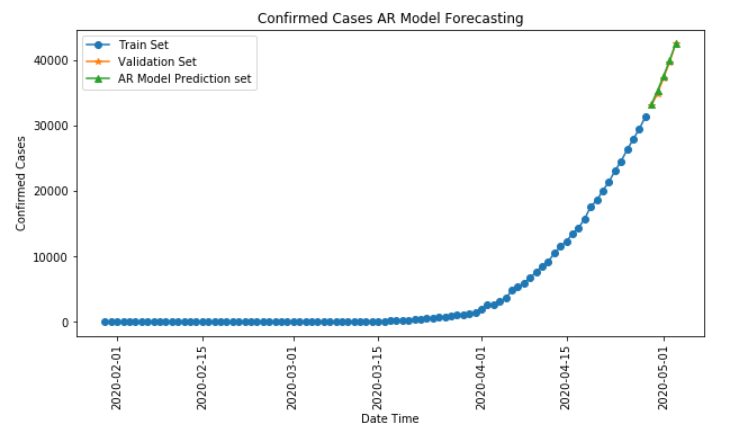 Confirmed Cases AR Model Forecasting
Train Set
Validation Set
AR Model Prediction set
40000
30000
20000
10000
0
Confirmed Cases
2020-02-01
2020-02-15
2020-03-01
2020-03-15
2020-04-01
2020-04-15
2020-05-01
Date Time